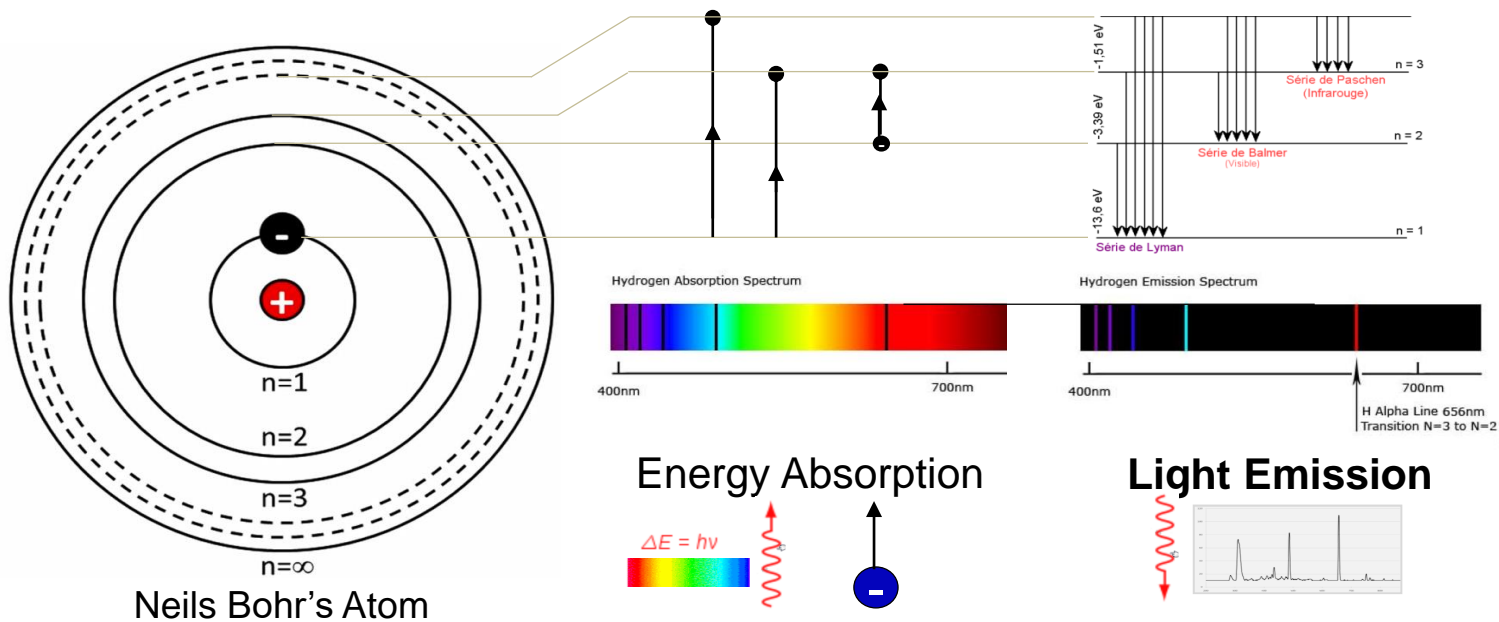 -
+
n=1
n=2
n=3
n=∞
Neils Bohr's Atom
-
-1,51 eV
-3,39 eV
-13,6 eV
n = 3
Série de Paschen
(Infrarouge)
n = 2
Série de Balmer
(Visible)
n = 1
Série de Lyman
Hydrogen Absorption Spectrum
400nm
700nm
Hydrogen Emission Spectrum
400nm
700nm
H Alpha Line 656nm
Transition N=3 to N=2
Energy Absorption
ΔE = hν
-
Light Emission